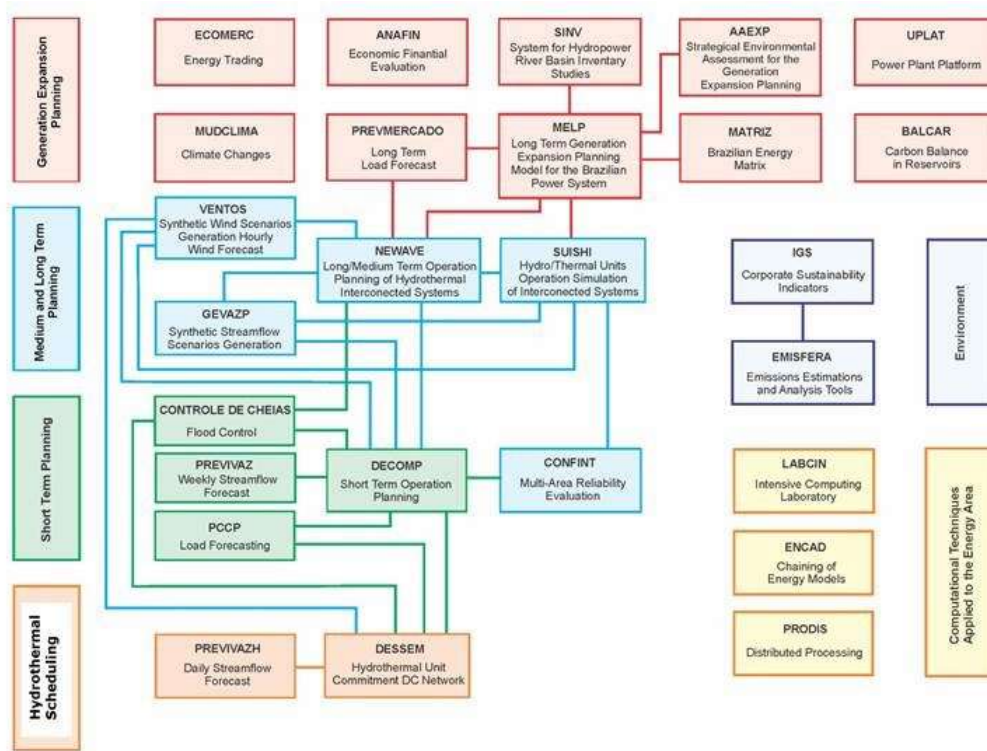 Generation Expansion
Planning
ECOMERC
Energy Trading
ANAFIN
Economic Finantial
Evaluation
SINV
System for Hydropower
River Basin Inventory
Studies
AAEXP
Strategical Environmental
Assessment for the
Generation
Expansion Planning
UPLAT
Power Plant Platform
MUDCLIMA
Climate Changes
PREVMERCADO
Long Term
Load Forecast
MELP
Long Term Generation
Expansion Planning
Model for the Brazilian
Power System
MATRIZ
Brazilian Energy
Matrix
BALCAR
Carbon Balance
in Reservoirs
Medium and Long Term
Planning
VENTOS
Synthetic Wind Scenarios
Generation Hourly
Wind Forecast
NEWAVE
Long/Medium Term Operation
Planning of Hydrothermal
Interconected Systems
SUISHI
Hydro/Thermal Units
Operation Simulation
of Interconected Systems
GEVAZP
Synthetic Streamflow
Scenarios Generation
IGS
Corporate Sustainability
Indicators
EMISFERA
Emissions Estimations
and Analysis Tools
Environment
Short Term Planning
CONTROLE DE CHEIAS
Flood Control
PREVIVAZ
Weekly Streamflow
Forecast
DECOMP
Short Term Operation
Planning
CONFINT
Multi-Area Reliability
Evaluation
PCCP
Load Forecasting
LABCIN
Intensive Computing
Laboratory
ENCAD
Chaining of
Energy Models
PRODIS
Distributed Processing
Computational Techniques
Applied to the Energy Area
Hydrothermal
Scheduling
PREVIVAZH
Daily Streamflow
Forecast
DESSEM
Hydrothermal Unit
Commitment DC Network